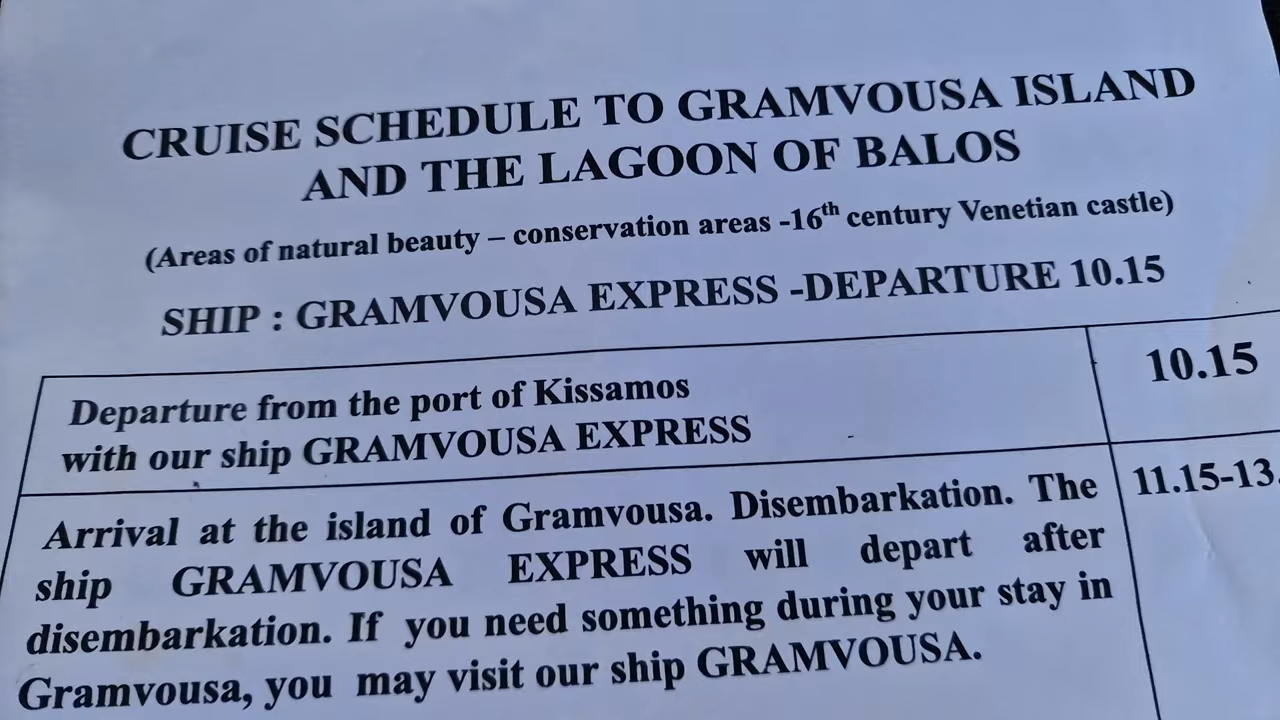 CRUISE SCHEDULE TO GRAMVOUSA ISLAND
AND THE LAGOON OF BALOS
(Areas of natural beauty – conservation areas -16th century Venetian castle)
SHIP : GRAMVOUSA EXPRESS -DEPARTURE 10.15
Departure from the port of Kissamos
with our ship GRAMVOUSA EXPRESS
10.15
Arrival at the island of Gramvousa. Disembarkation. The
ship GRAMVOUSA EXPRESS will depart after
disembarkation. If you need something during your stay in
Gramvousa, you may visit our ship GRAMVOUSA.
11.15-13.